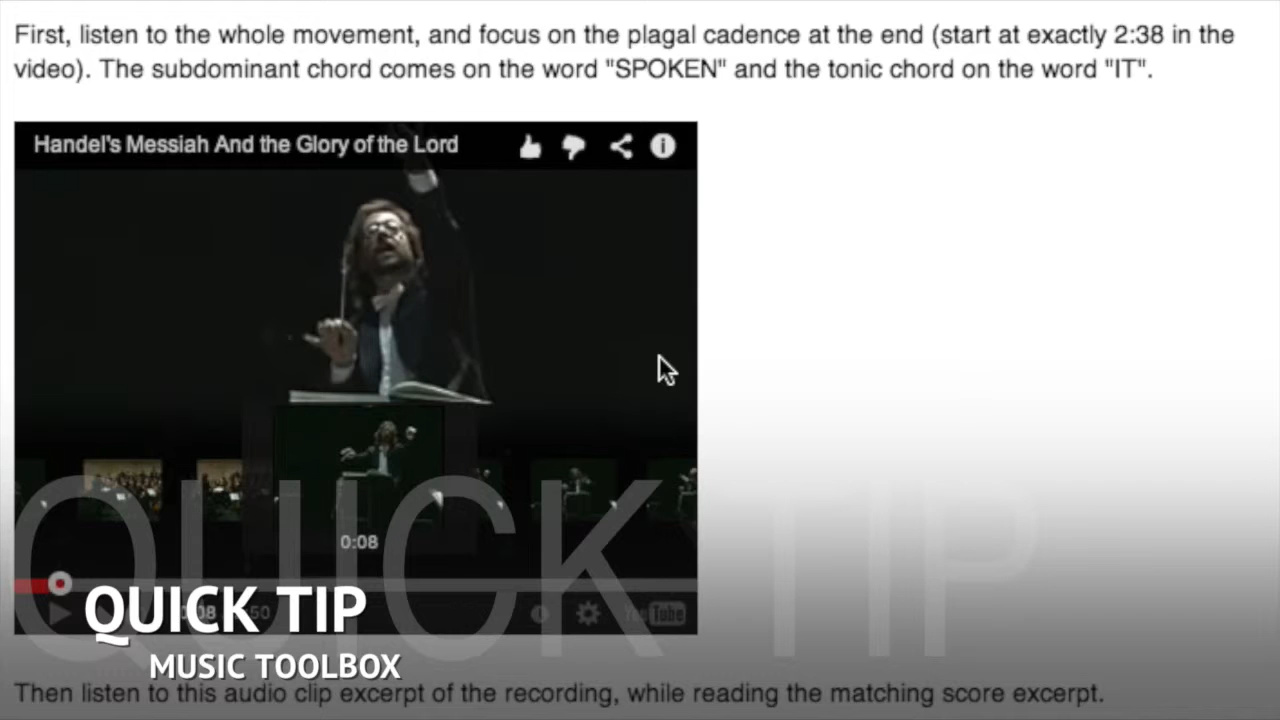 First, listen to the whole movement, and focus on the plagal cadence at the end (start at exactly 2:38 in the
video). The subdominant chord comes on the word "SPOKEN" and the tonic chord on the word "IT".
Handel's Messiah And the Glory of the Lord
0:08
QUICK TIP
QUICK TIP
50
YouTube
MUSIC TOOLBOX
Then listen to this audio clip excerpt of the recording, while reading the matching score excerpt.